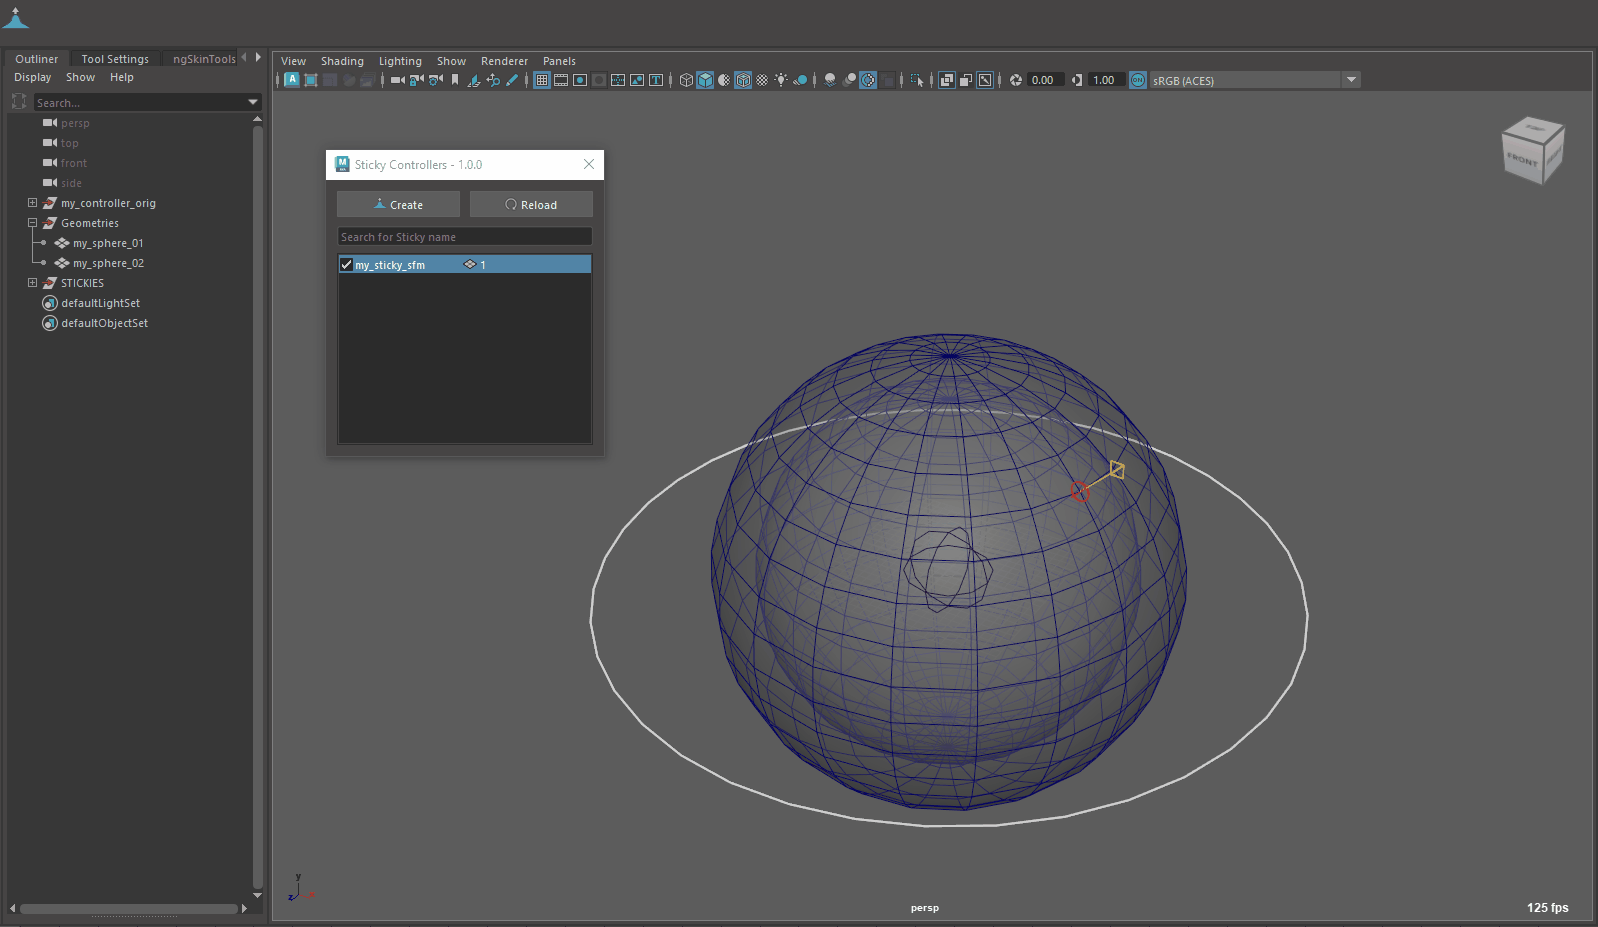 Outliner
Tool Settings
ngSkinTools
Display
Show
Help
Search...
persp
top
front
side
my_controller_orig
Geometries
my_sphere_01
my_sphere_02
STICKIES
defaultLightSet
defaultObjectSet
View
Shading
Lighting
Show
Renderer
Panels
0.00
1.00
ON
sRGB (ACES)
Sticky Controllers - 1.0.0
Create
Reload
Search for Sticky name
my_sticky_sfm
1
FRONT
y
z
x
persp
125 fps